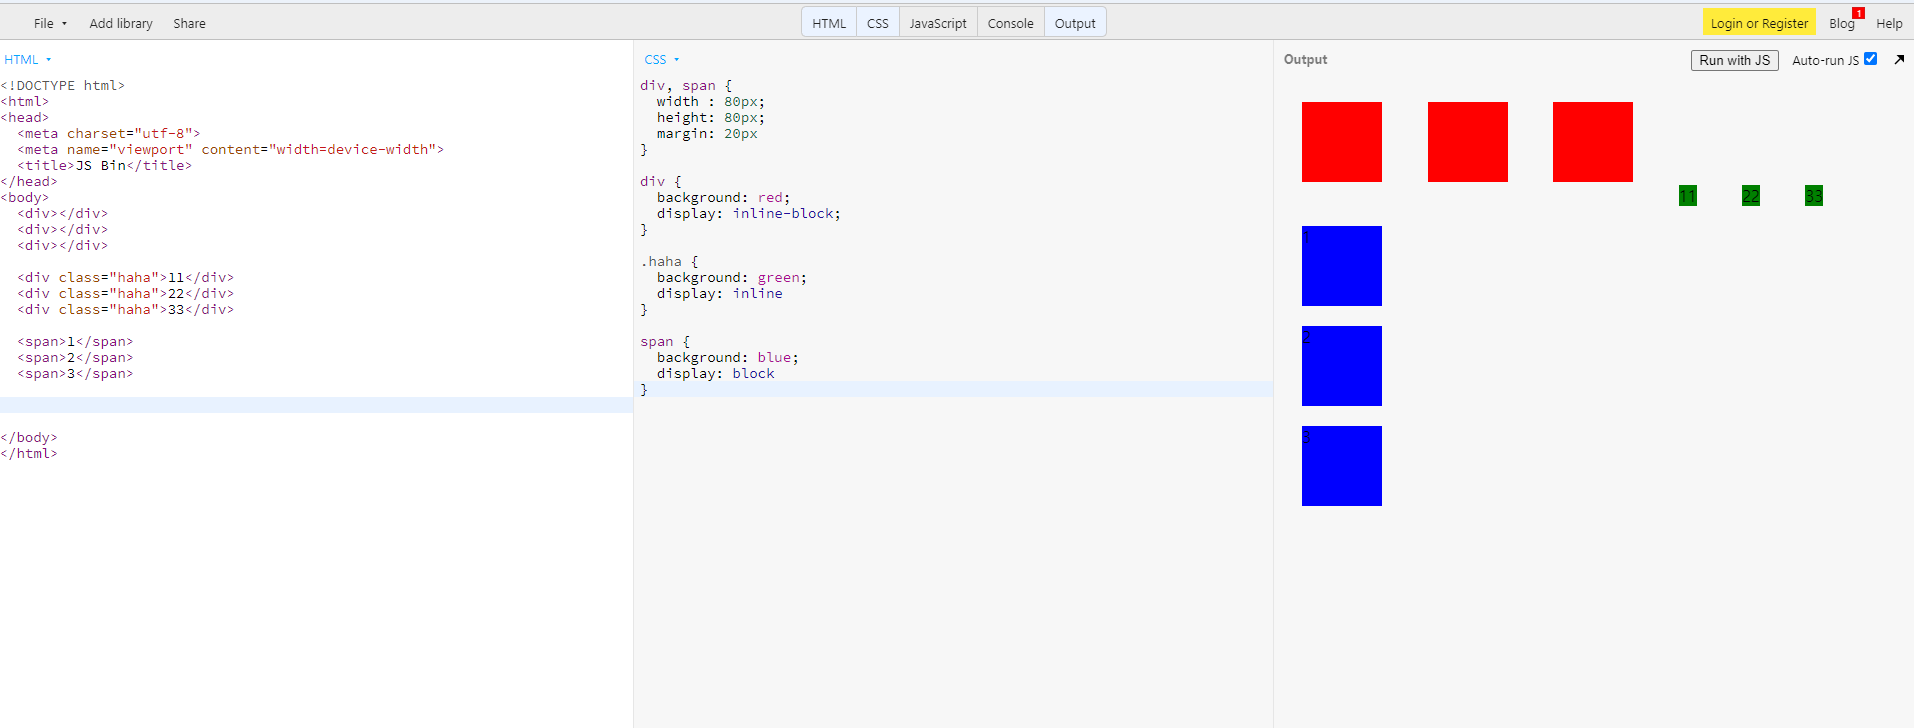 File ▾ Add library Share HTML CSS JavaScript Console Output Login or Register Blog 1 Help
HTML ▾
<!DOCTYPE html>
<html>
<head>
  <meta charset="utf-8">
  <meta name="viewport" content="width=device-width">
  <title>JS Bin</title>
</head>
<body>
  <div></div>
  <div></div>
  <div></div>
  <div class="haha">11</div>
  <div class="haha">22</div>
  <div class="haha">33</div>
  <span>1</span>
  <span>2</span>
  <span>3</span>
</body>
</html>
CSS ▾
div, span {
  width : 80px;
  height: 80px;
  margin: 20px
}
div {
  background: red;
  display: inline-block;
}
.haha {
  background: green;
  display: inline
}
span {
  background: blue;
  display: block
}
Output Run with JS Auto-run JS
11 22 33
1
2
3